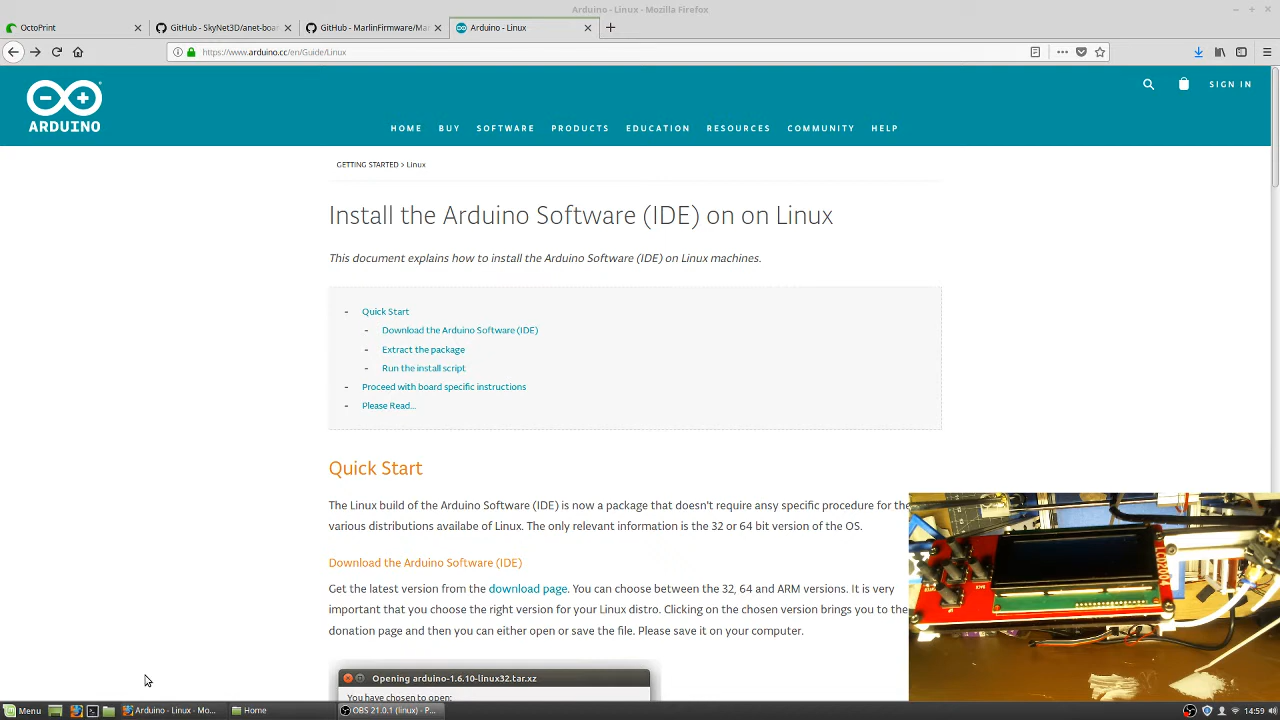 Arduino - Linux - Mozilla Firefox
OctoPrint
GitHub - SkyNet3D/anet-boar
GitHub - MarlinFirmware/Ma
Arduino - Linux
https://www.arduino.cc/en/Guide/Linux
ARDUINO
SIGN IN
HOME BUY SOFTWARE PRODUCTS EDUCATION RESOURCES COMMUNITY HELP
GETTING STARTED > Linux
Install the Arduino Software (IDE) on on Linux
This document explains how to install the Arduino Software (IDE) on Linux machines.
- Quick Start
- Download the Arduino Software (IDE)
- Extract the package
- Run the install script
- Proceed with board specific instructions
- Please Read...
Quick Start
The Linux build of the Arduino Software (IDE) is now a package that doesn't require ansy specific procedure for the
various distributions availabe of Linux. The only relevant information is the 32 or 64 bit version of the OS.
Download the Arduino Software (IDE)
Get the latest version from the download page. You can choose between the 32, 64 and ARM versions. It is very
important that you choose the right version for your Linux distro. Clicking on the chosen version brings you to the
donation page and then you can either open or save the file. Please save it on your computer.
Opening arduino-1.6.10-linux32.tar.xz
You have chosen to open:
Menu
Arduino - Linux - Mo...
Home
OBS 21.0.1 (linux) - P...
14:59